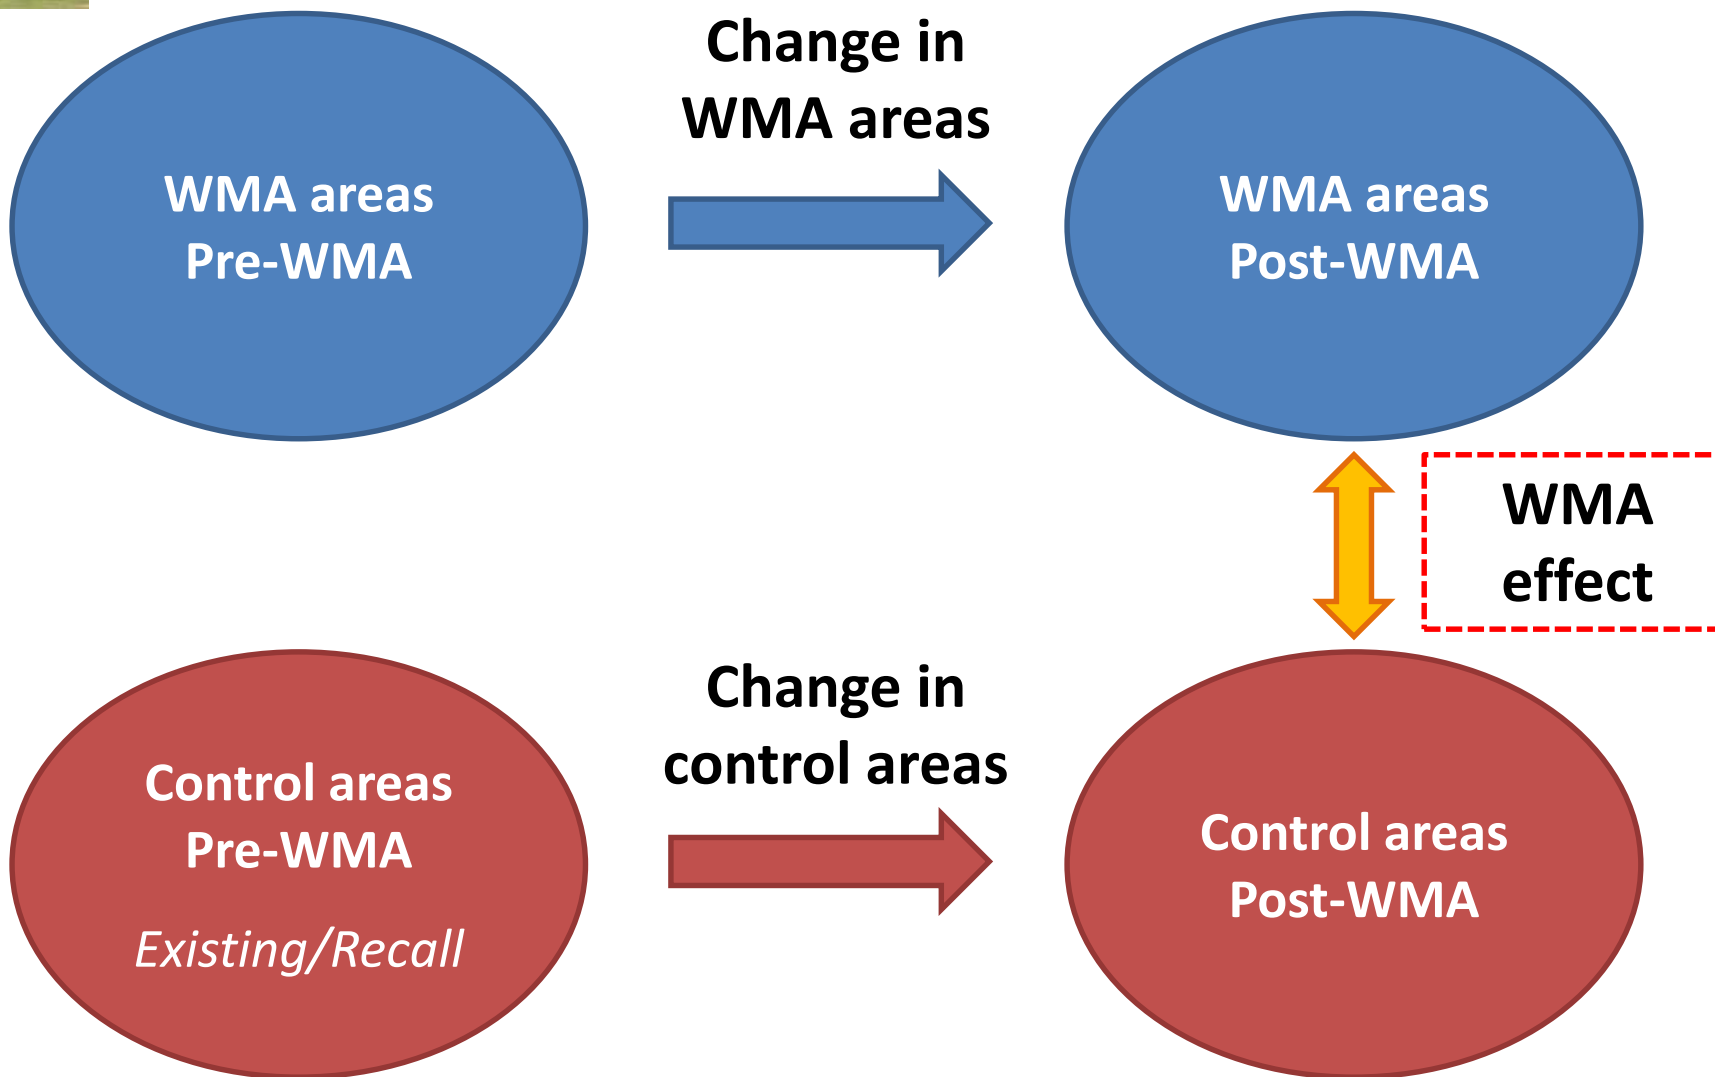 Change in
WMA areas
WMA areas
Pre-WMA
WMA areas
Post-WMA
WMA
effect
Change in
control areas
Control areas
Pre-WMA
Existing/Recall
Control areas
Post-WMA